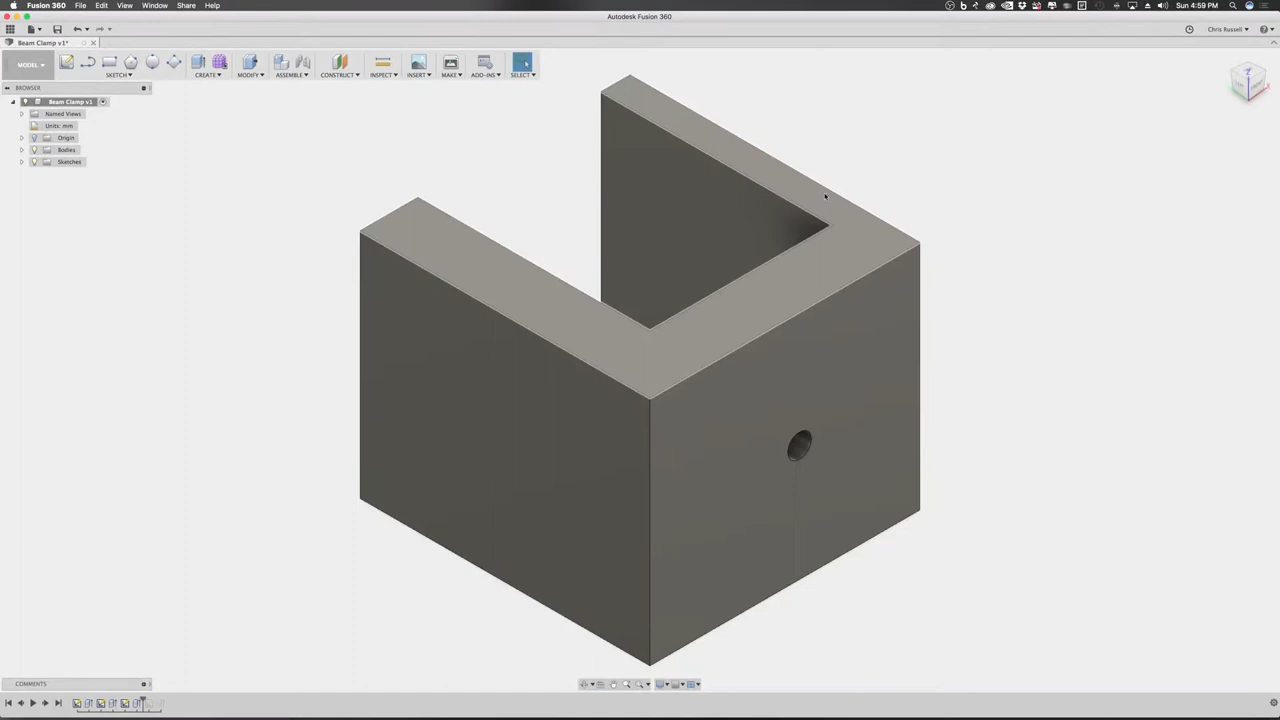 Fusion 360 File Edit View Window Share Help Sun 4:59 PM
Autodesk Fusion 360
Chris Russell
Beam Clamp v1*
MODEL
SKETCH CREATE MODIFY ASSEMBLE CONSTRUCT INSPECT INSERT MAKE ADD-INS SELECT
BROWSER
Beam Clamp v1
Named Views
Units: mm
Origin
Bodies
Sketches
COMMENTS